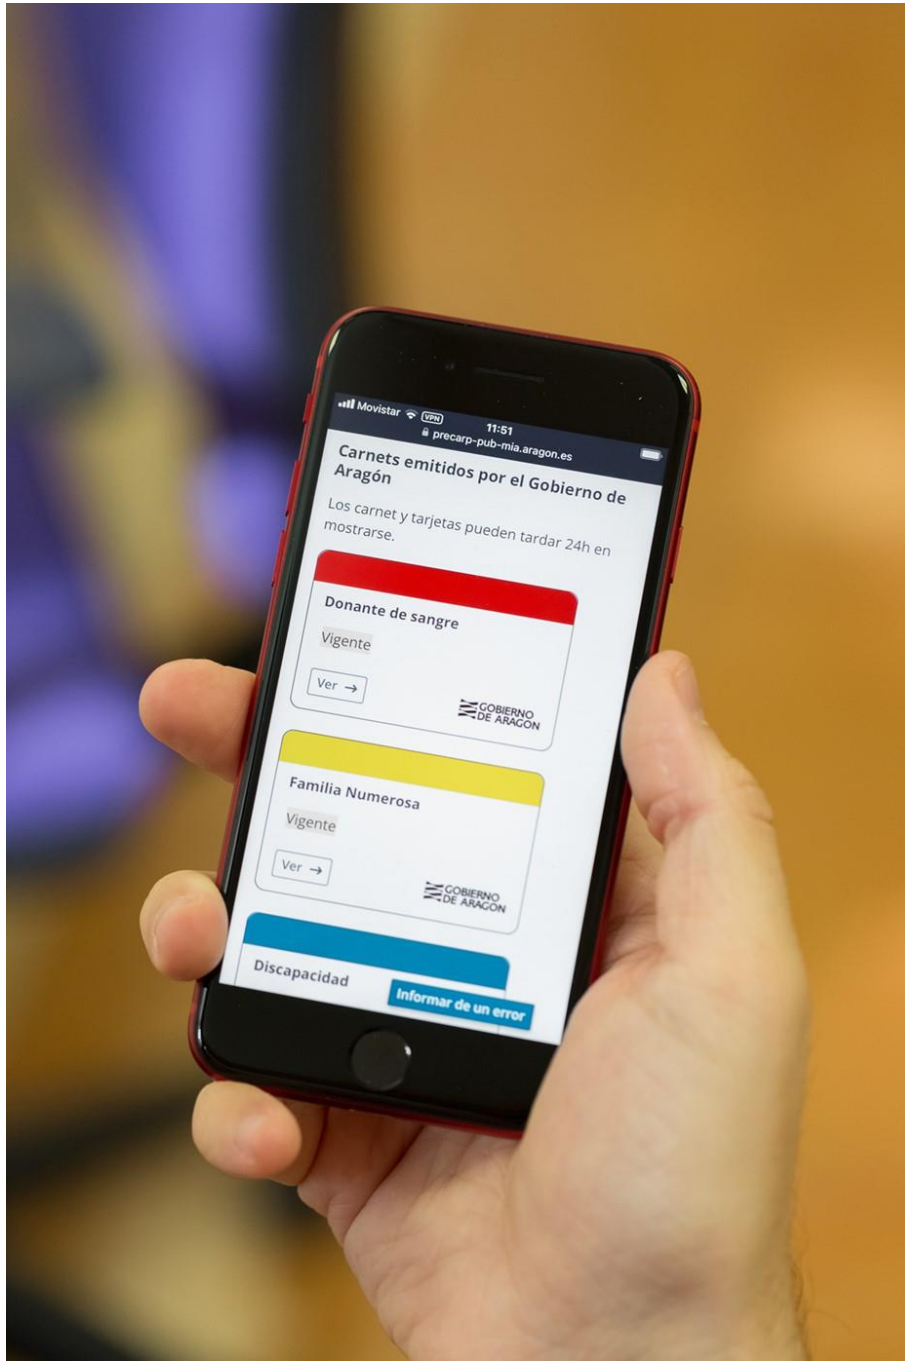 Movistar VPN 11:51
precarp-pub-mia.aragon.es
Carnets emitidos por el Gobierno de
Aragón
Los carnet y tarjetas pueden tardar 24h en
mostrarse.
Donante de sangre
Vigente
Ver →
GOBIERNO
DE ARAGON
Familia Numerosa
Vigente
Ver →
GOBIERNO
DE ARAGON
Discapacidad
Informar de un error